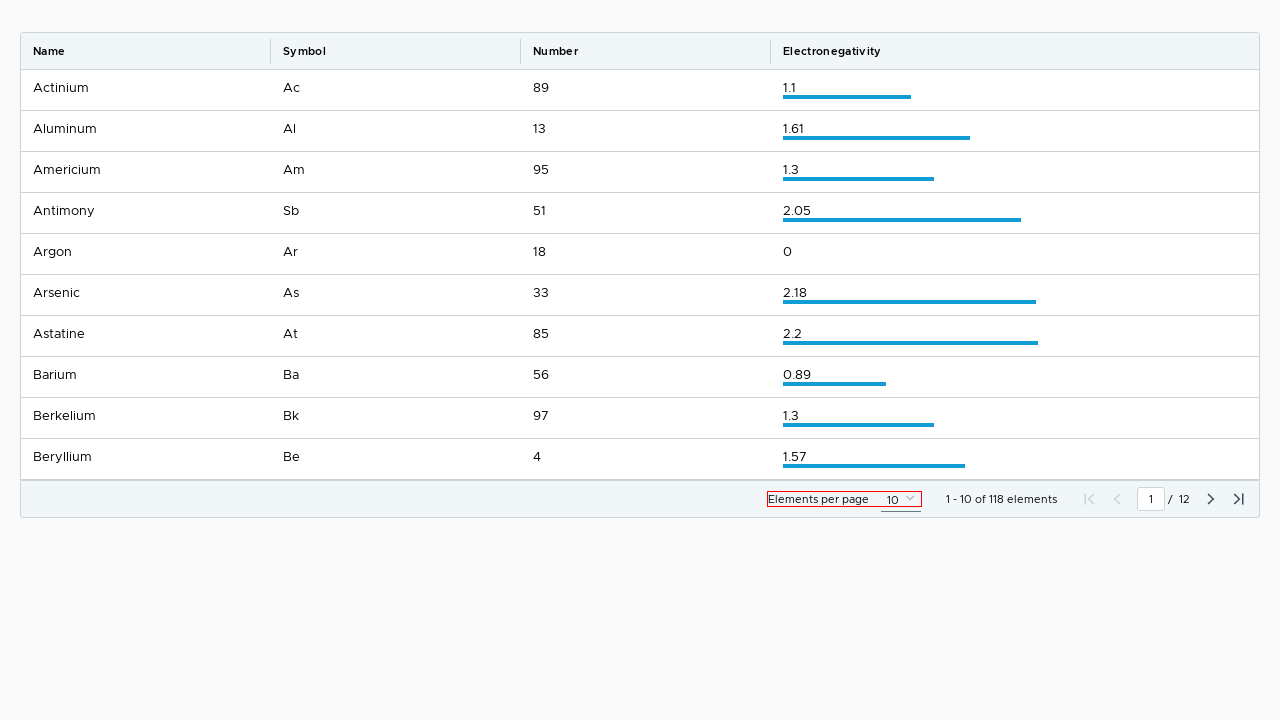 Name Symbol Number Electronegativity
Actinium Ac 89 1.1
Aluminum Al 13 1.61
Americium Am 95 1.3
Antimony Sb 51 2.05
Argon Ar 18 0
Arsenic As 33 2.18
Astatine At 85 2.2
Barium Ba 56 0.89
Berkelium Bk 97 1.3
Beryllium Be 4 1.57
Elements per page 10 1 - 10 of 118 elements 1 / 12